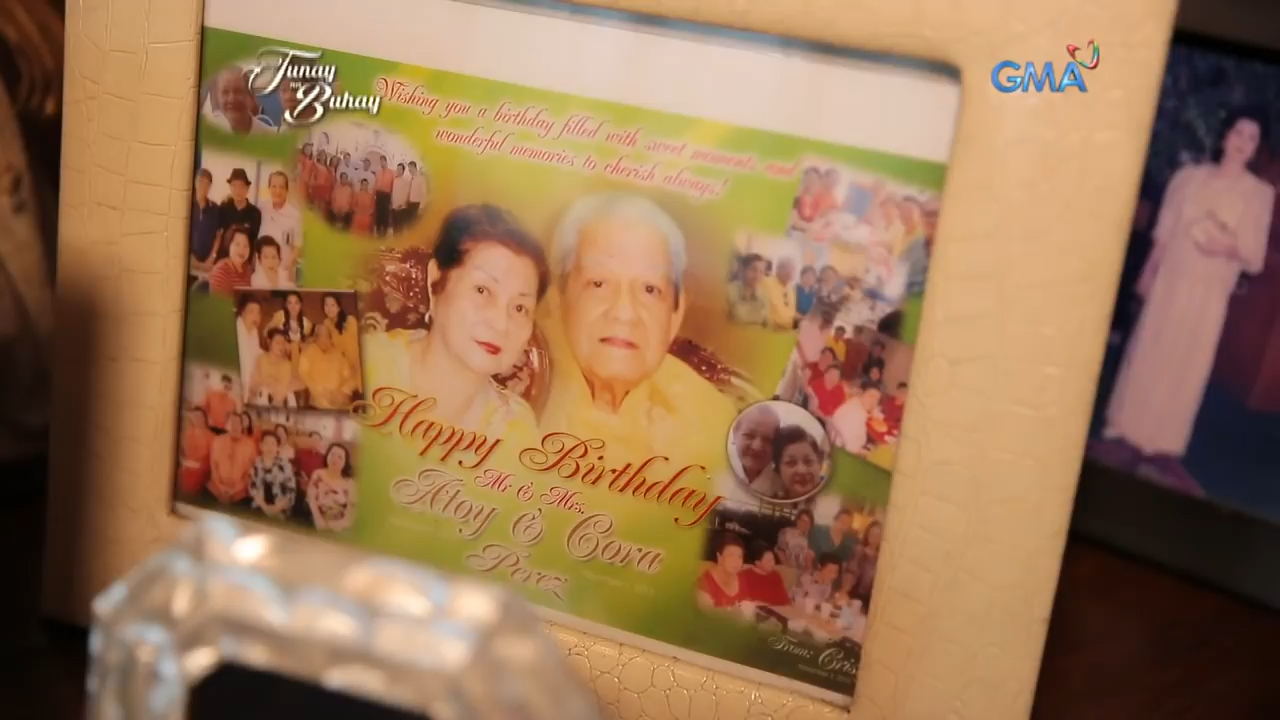 Tunay
na
Buhay
GMA
Wishing you a birthday filled with sweet moments and
wonderful memories to cherish always!
Happy Birthday
Mr & Mrs.
Atoy & Cora
Perez
From: Cris